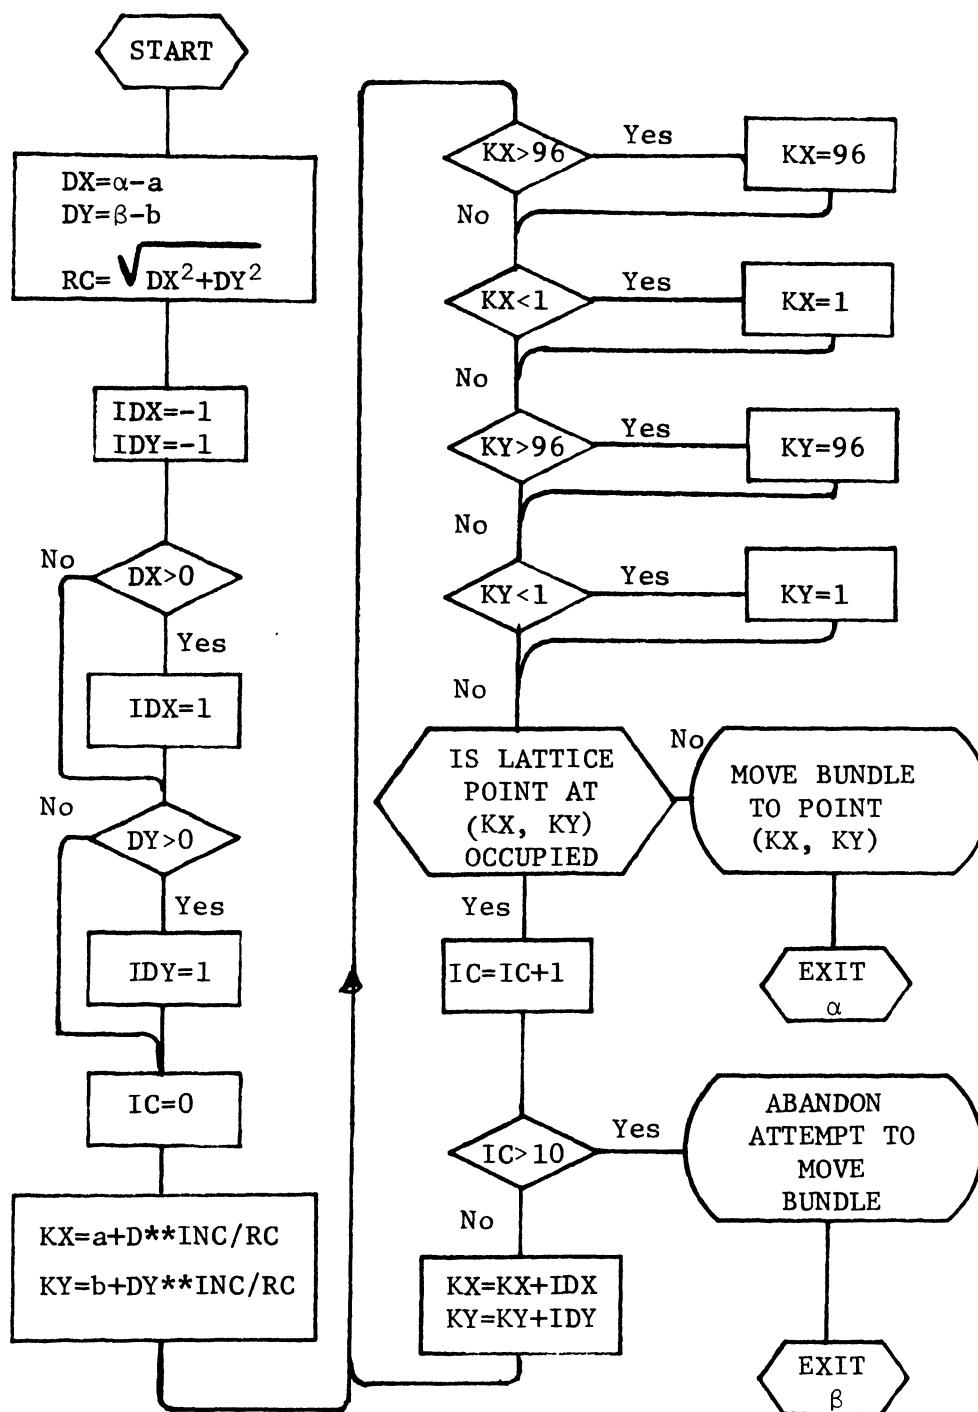 START
DX=α-a
DY=β-b
RC=√DX²+DY²
IDX=-1
IDY=-1
No
DX>0
Yes
IDX=1
No
DY>0
Yes
IDY=1
IC=0
KX=a+D**INC/RC
KY=b+DY**INC/RC
KX>96
Yes
KX=96
No
KX<1
Yes
KX=1
No
KY>96
Yes
KY=96
No
KY<1
Yes
KY=1
No
IS LATTICE
POINT AT
(KX, KY)
OCCUPIED
No
MOVE BUNDLE
TO POINT
(KX, KY)
EXIT
α
Yes
IC=IC+1
IC>10
Yes
ABANDON
ATTEMPT TO
MOVE
BUNDLE
EXIT
β
No
KX=KX+IDX
KY=KY+IDY